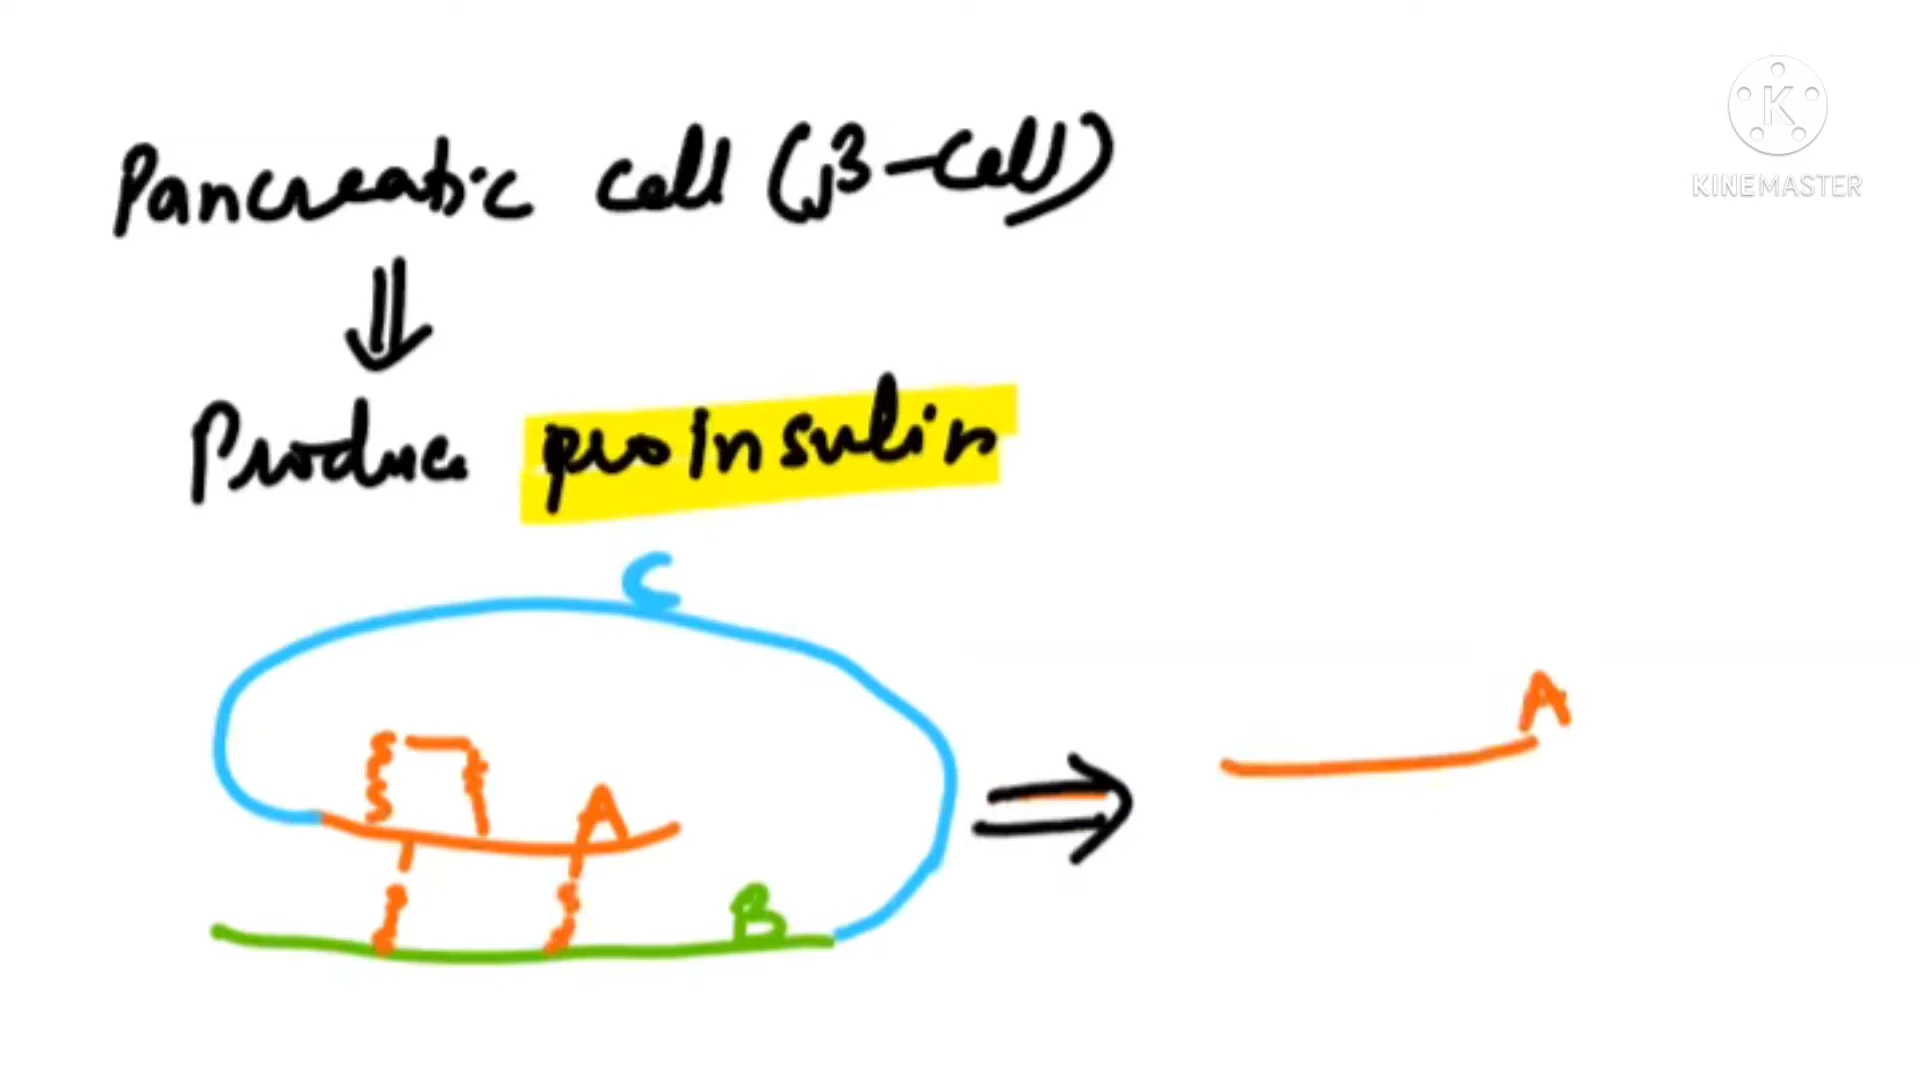 K
KINEMASTER
Pancreatic cell (β-cell)
Produce proInsulin
C
A
A
B